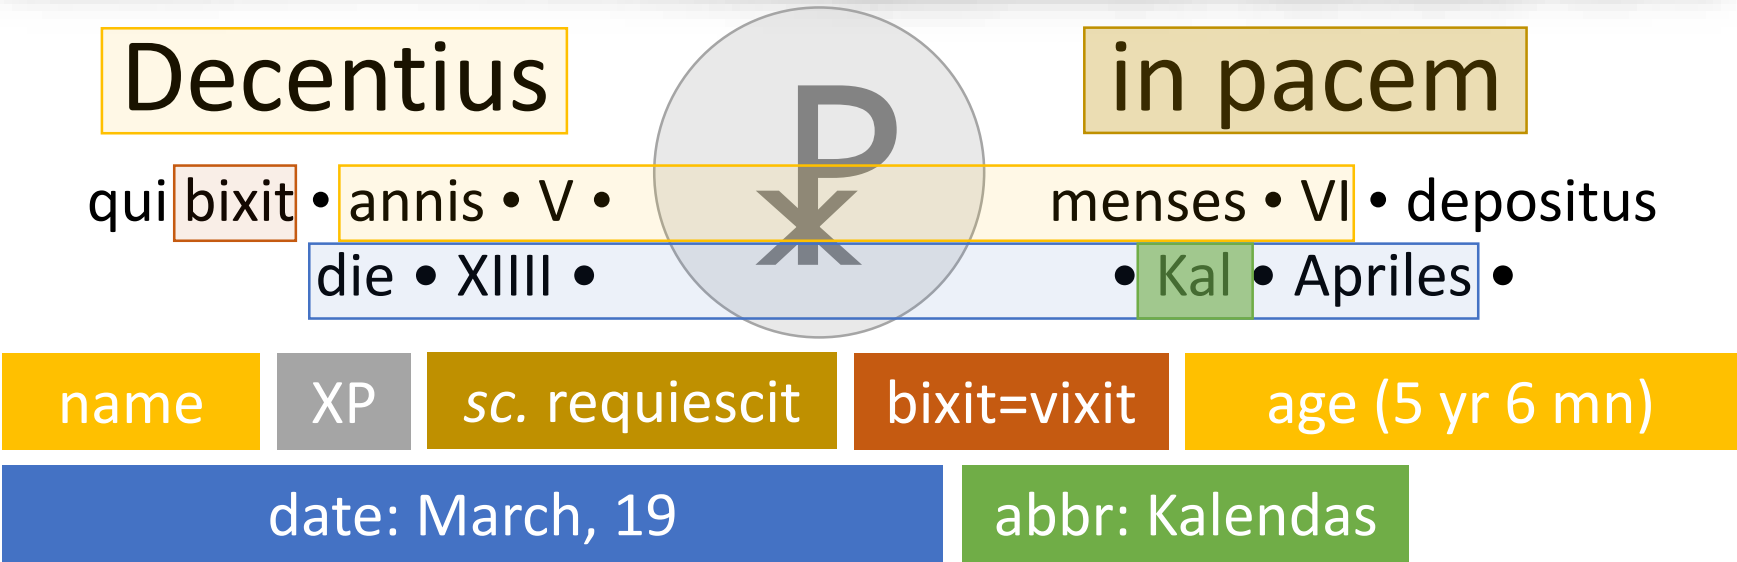 Decentius ☧ in pacem
qui bixit • annis • V • menses • VI • depositus
die • XIIII • • Kal • Apriles •
name XP sc. requiescit bixit=vixit age (5 yr 6 mn)
date: March, 19 abbr: Kalendas